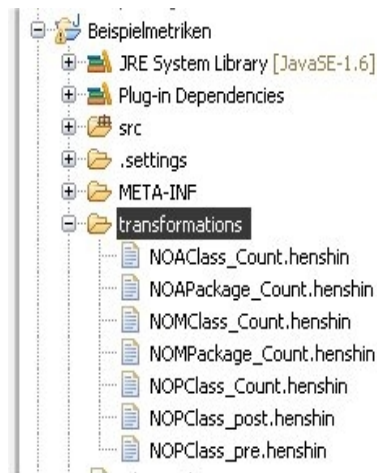 Beispielmetriken
JRE System Library [JavaSE-1.6]
Plug-in Dependencies
src
.settings
META-INF
transformations
NOAClass_Count.henshin
NOAPackage_Count.henshin
NOMClass_Count.henshin
NOMPackage_Count.henshin
NOPClass_Count.henshin
NOPClass_post.henshin
NOPClass_pre.henshin